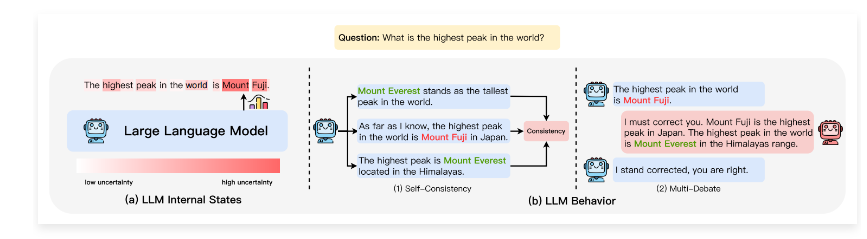 Question: What is the highest peak in the world?
The highest peak in the world is Mount Fuji.
Large Language Model
low uncertainty
high uncertainty
(a) LLM Internal States
Mount Everest stands as the tallest
peak in the world.
As far as I know, the highest peak
in the world is Mount Fuji in Japan.
The highest peak is Mount Everest
located in the Himalayas.
Consistency
(1) Self-Consistency
The highest peak in the world
is Mount Fuji.
I must correct you. Mount Fuji is the highest
peak in Japan. The highest peak in the world
is Mount Everest in the Himalayas range.
I stand corrected, you are right.
(2) Multi-Debate
(b) LLM Behavior